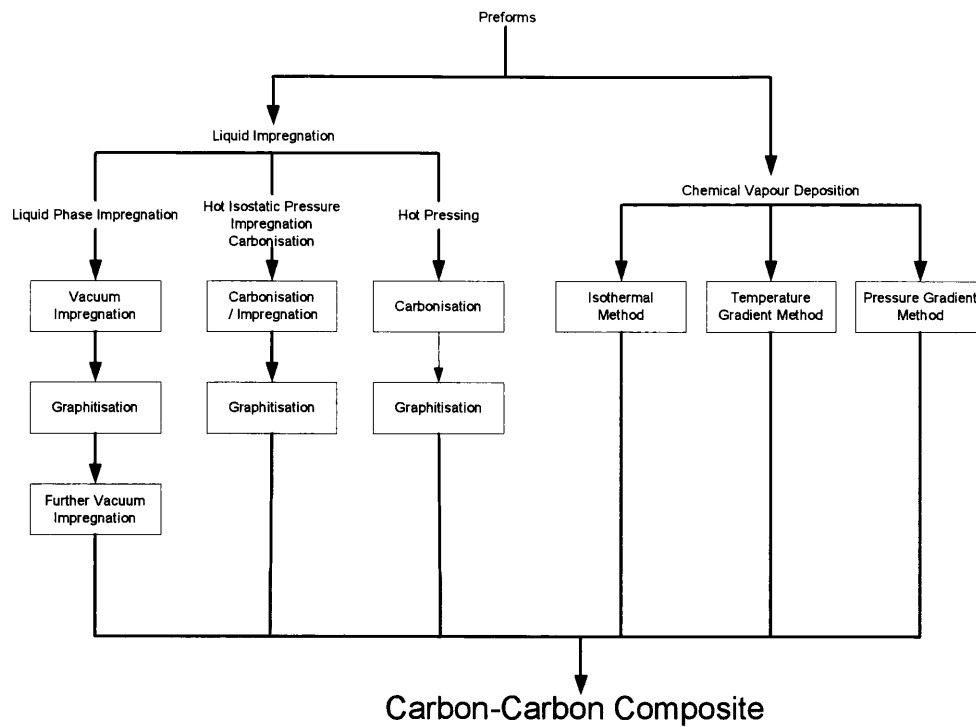 Preforms
Liquid Impregnation
Chemical Vapour Deposition
Liquid Phase Impregnation
Hot Isostatic Pressure
Impregnation
Carbonisation
Hot Pressing
Vacuum
Impregnation
Carbonisation
/ Impregnation
Carbonisation
Isothermal
Method
Temperature
Gradient Method
Pressure Gradient
Method
Graphitisation
Graphitisation
Graphitisation
Further Vacuum
Impregnation
Carbon-Carbon Composite